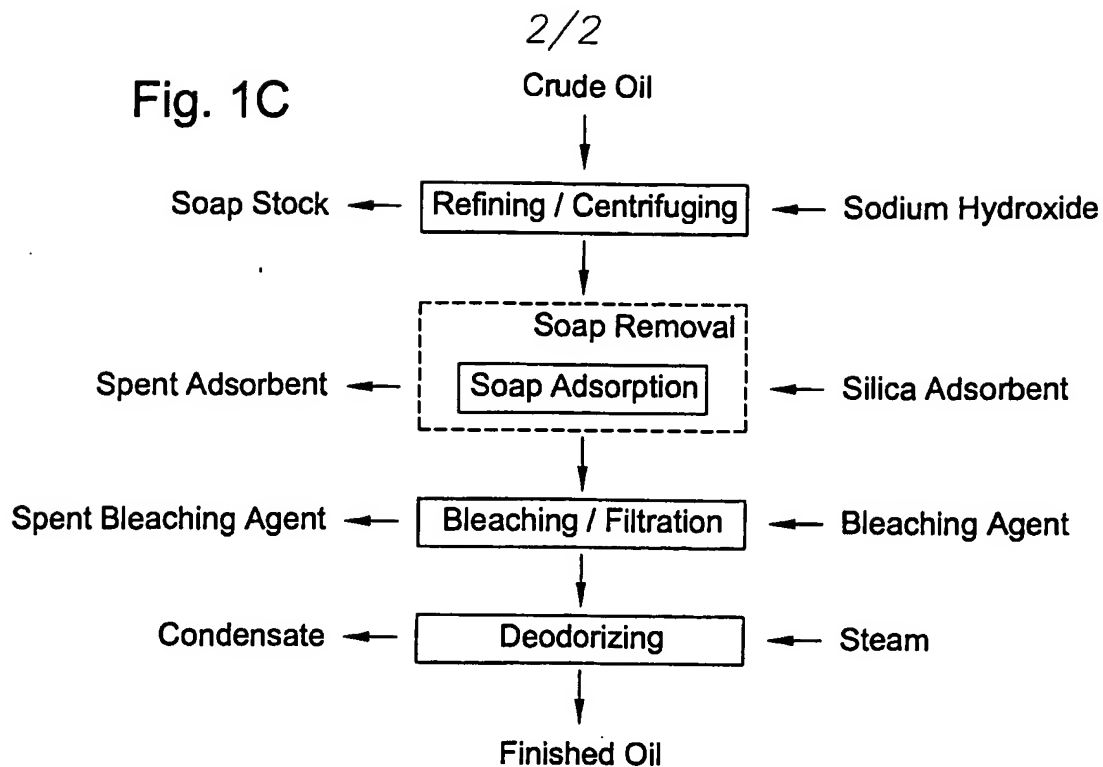 2/2
Fig. 1C
Crude Oil
Soap Stock
Refining / Centrifuging
Sodium Hydroxide
Soap Removal
Spent Adsorbent
Soap Adsorption
Silica Adsorbent
Spent Bleaching Agent
Bleaching / Filtration
Bleaching Agent
Condensate
Deodorizing
Steam
Finished Oil